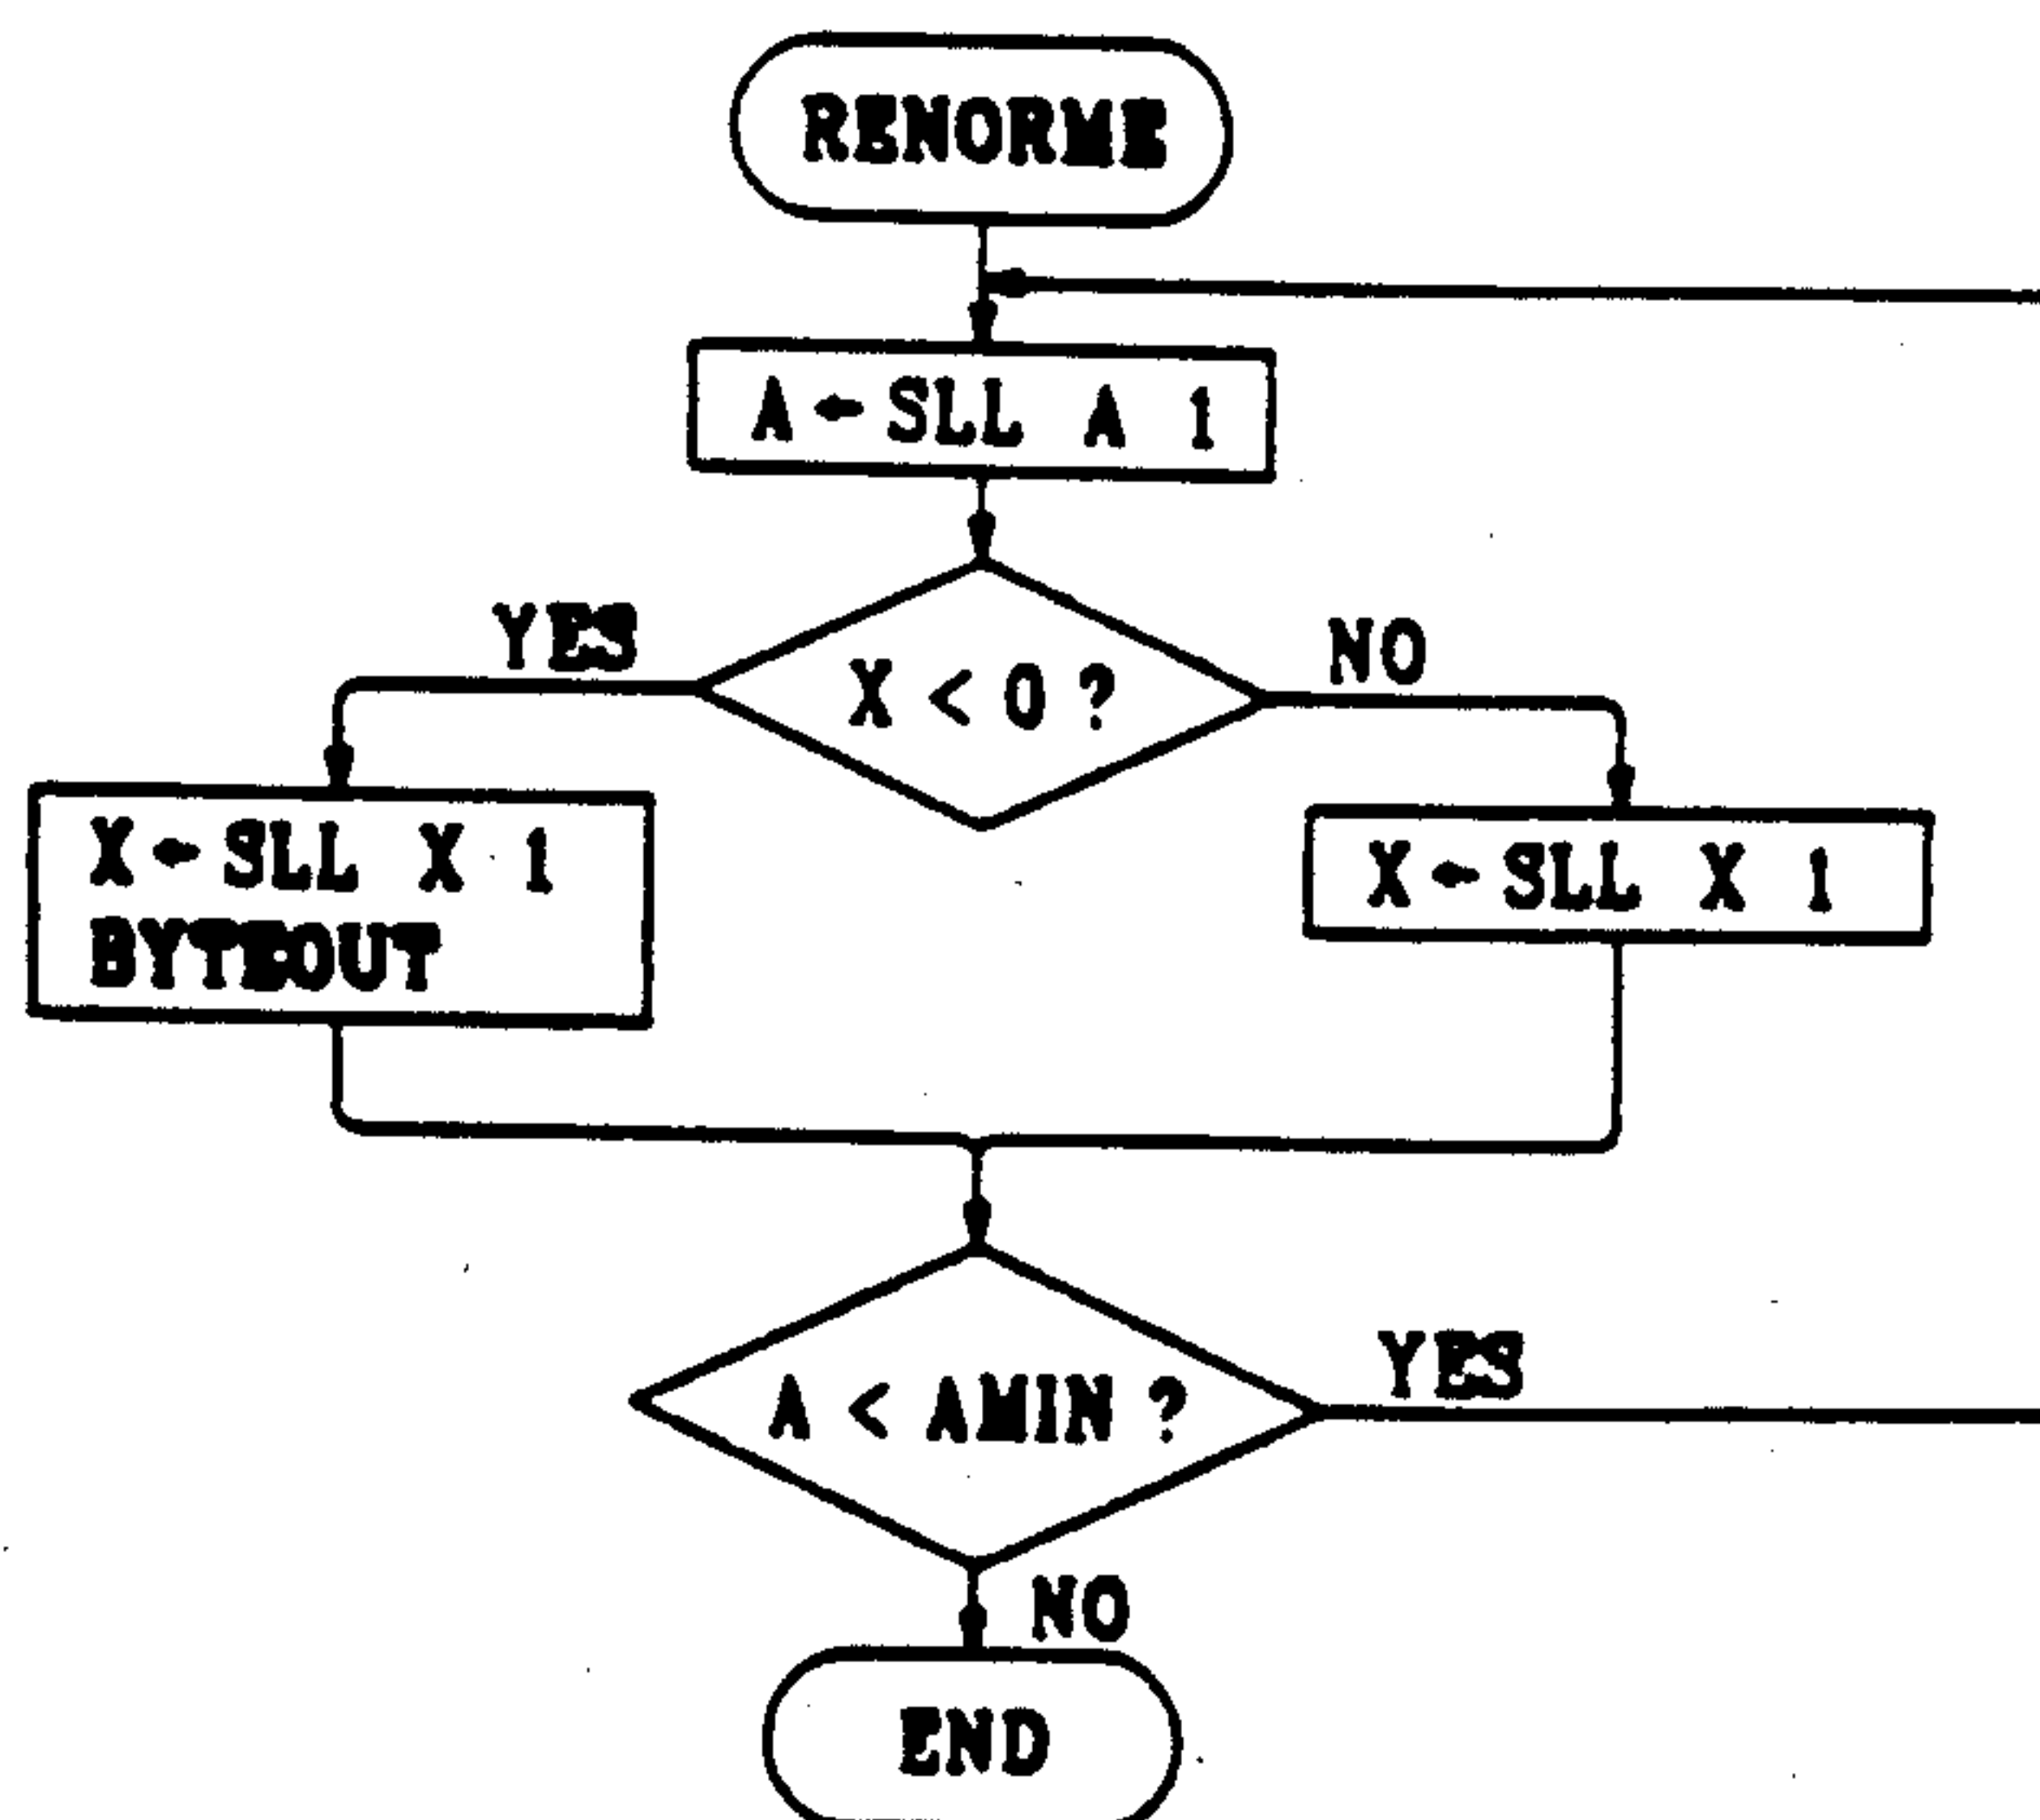 RENORME
A ← SLL A 1
YES
X < 0 ?
NO
X ← SLL X 1
BYTEOUT
X ← SLL X 1
A < AMIN ?
YES
NO
END